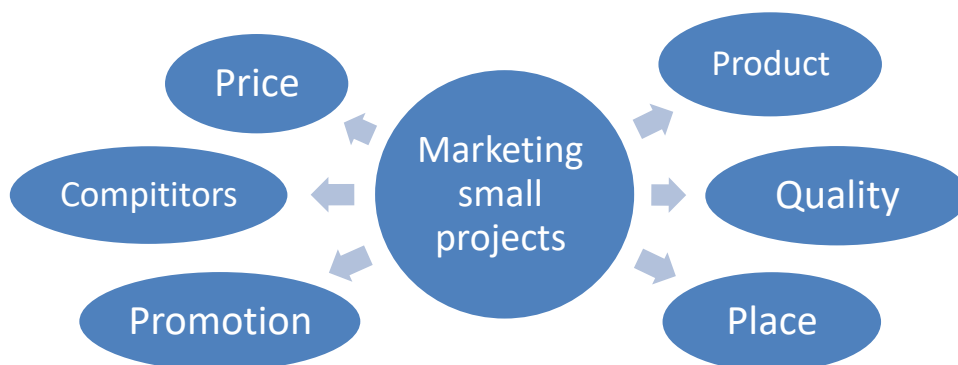 Price
Product
Marketing
small
projects
Compititors
Quality
Promotion
Place